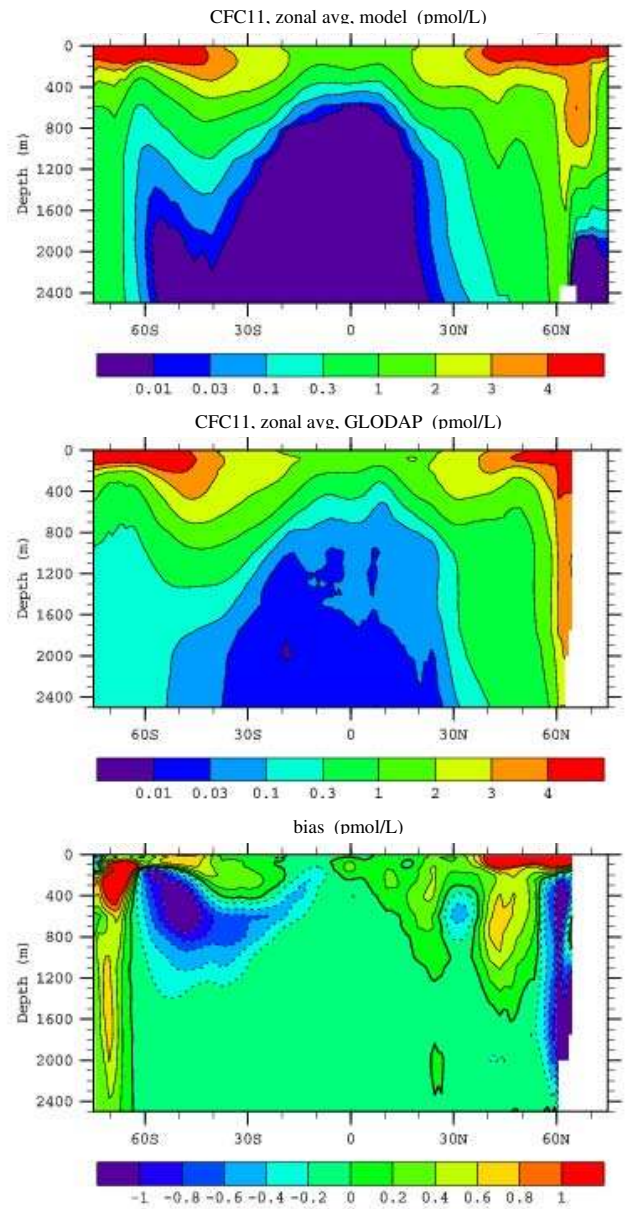 CFC11, zonal avg, model (pmol/L)
0
400
800
1200
1600
2000
2400
Depth (m)
60S 30S 0 30N 60N
0.01 0.03 0.1 0.3 1 2 3 4
CFC11, zonal avg, GLODAP (pmol/L)
0
400
800
1200
1600
2000
2400
Depth (m)
60S 30S 0 30N 60N
0.01 0.03 0.1 0.3 1 2 3 4
bias (pmol/L)
0
400
800
1200
1600
2000
2400
Depth (m)
60S 30S 0 30N 60N
-1 -0.8 -0.6 -0.4 -0.2 0 0.2 0.4 0.6 0.8 1